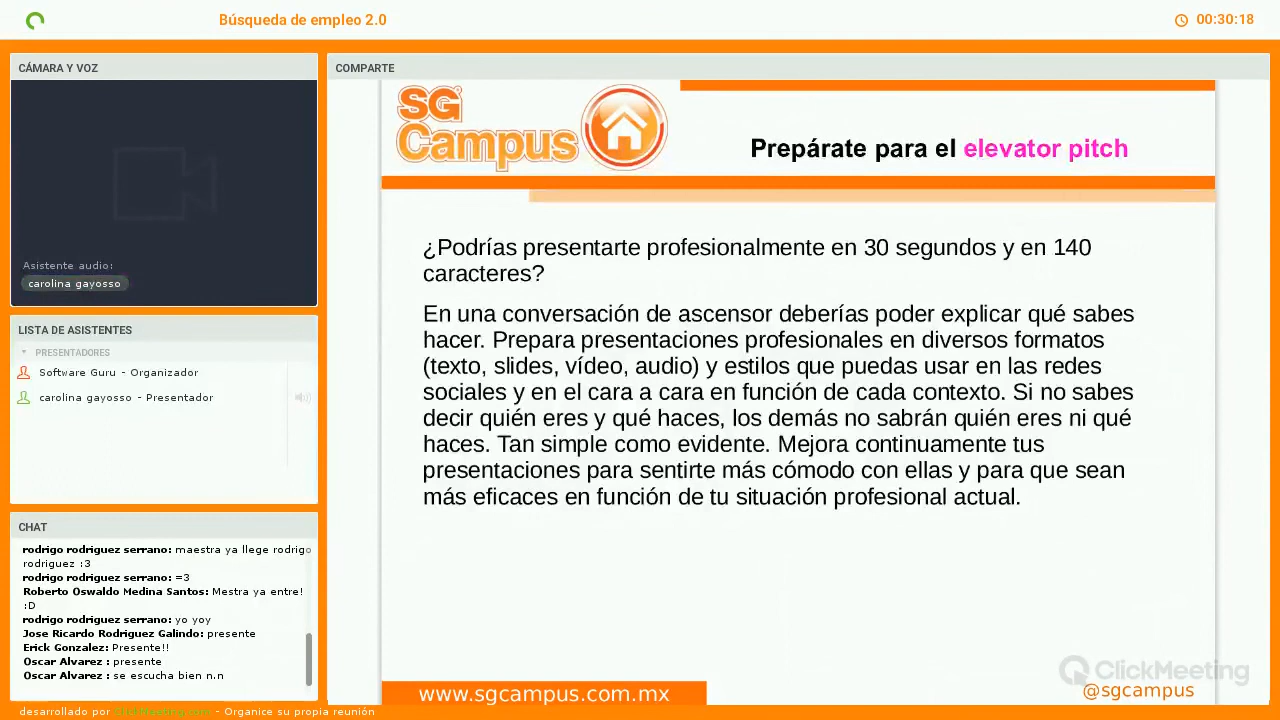 Búsqueda de empleo 2.0
00:30:18
CÁMARA Y VOZ
Asistente audio:
carolina gayosso
LISTA DE ASISTENTES
PRESENTADORES
Software Guru - Organizador
carolina gayosso - Presentador
CHAT
rodrigo rodriguez serrano: maestra ya llege rodrigo
rodriguez :3
rodrigo rodriguez serrano: =3
Roberto Oswaldo Medina Santos: Mestra ya entre!
:D
rodrigo rodriguez serrano: yo yoy
Jose Ricardo Rodriguez Galindo: presente
Erick Gonzalez: Presente!!
Oscar Alvarez : presente
Oscar Alvarez : se escucha bien n.n
COMPARTE
SG
Campus
Prepárate para el elevator pitch
¿Podrías presentarte profesionalmente en 30 segundos y en 140
caracteres?
En una conversación de ascensor deberías poder explicar qué sabes
hacer. Prepara presentaciones profesionales en diversos formatos
(texto, slides, vídeo, audio) y estilos que puedas usar en las redes
sociales y en el cara a cara en función de cada contexto. Si no sabes
decir quién eres y qué haces, los demás no sabrán quién eres ni qué
haces. Tan simple como evidente. Mejora continuamente tus
presentaciones para sentirte más cómodo con ellas y para que sean
más eficaces en función de tu situación profesional actual.
ClickMeeting
www.sgcampus.com.mx
@sgcampus
desarrollado por ClickMeeting.com - Organice su propia reunión